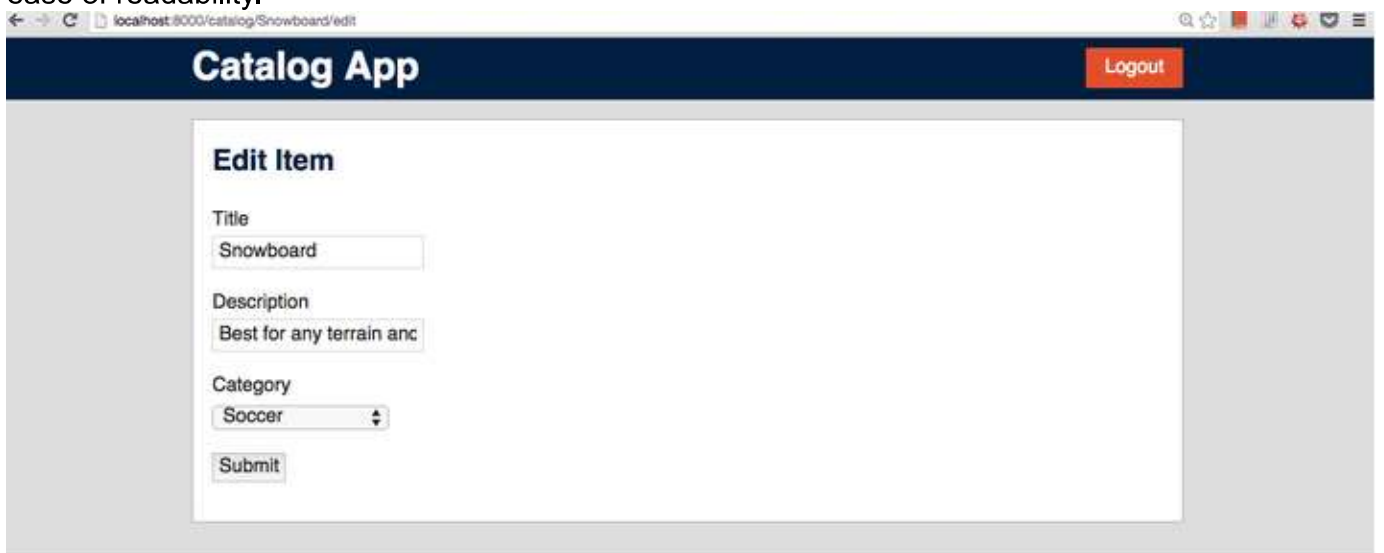 ease of readability.
localhost:8000/catalog/Snowboard/edit
Catalog App
Logout
Edit Item
Title
Snowboard
Description
Best for any terrain and
Category
Soccer
Submit